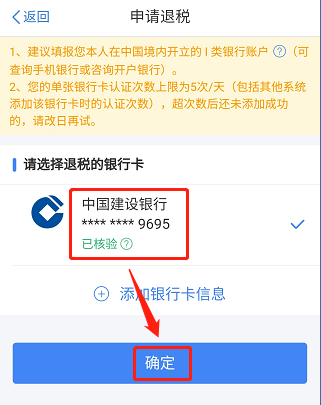 返回 申请退税
1、建议填报您本人在中国境内开立的 I 类银行账户 ?（可
查询手机银行或咨询开户银行）。
2、您的单张银行卡认证次数上限为5次/天（包括其他系统
添加该银行卡时的认证次数），超次数后还未添加成功
的，请改日再试。
请选择退税的银行卡
中国建设银行
**** **** 9695
已核验 ?
添加银行卡信息
确定